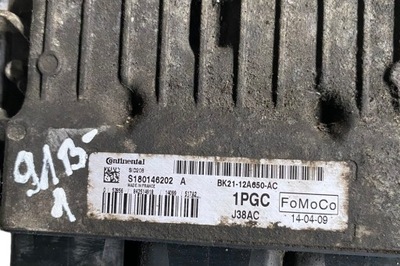 91B
1
Continental
SID208
S180146202 A
MADE IN FRANCE
BK21-12A650-AC
1PGC
FoMoCo
J38AC
14-04-09